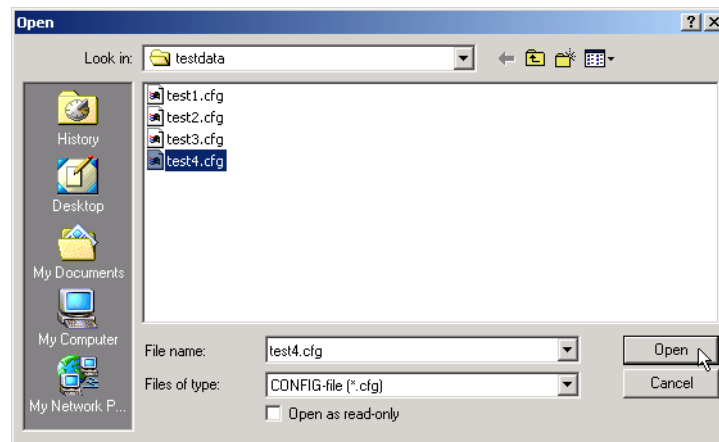 Open
Look in: testdata
test1.cfg
test2.cfg
test3.cfg
test4.cfg
History
Desktop
My Documents
My Computer
My Network P...
File name: test4.cfg
Open
Files of type: CONFIG-file (*.cfg)
Cancel
Open as read-only